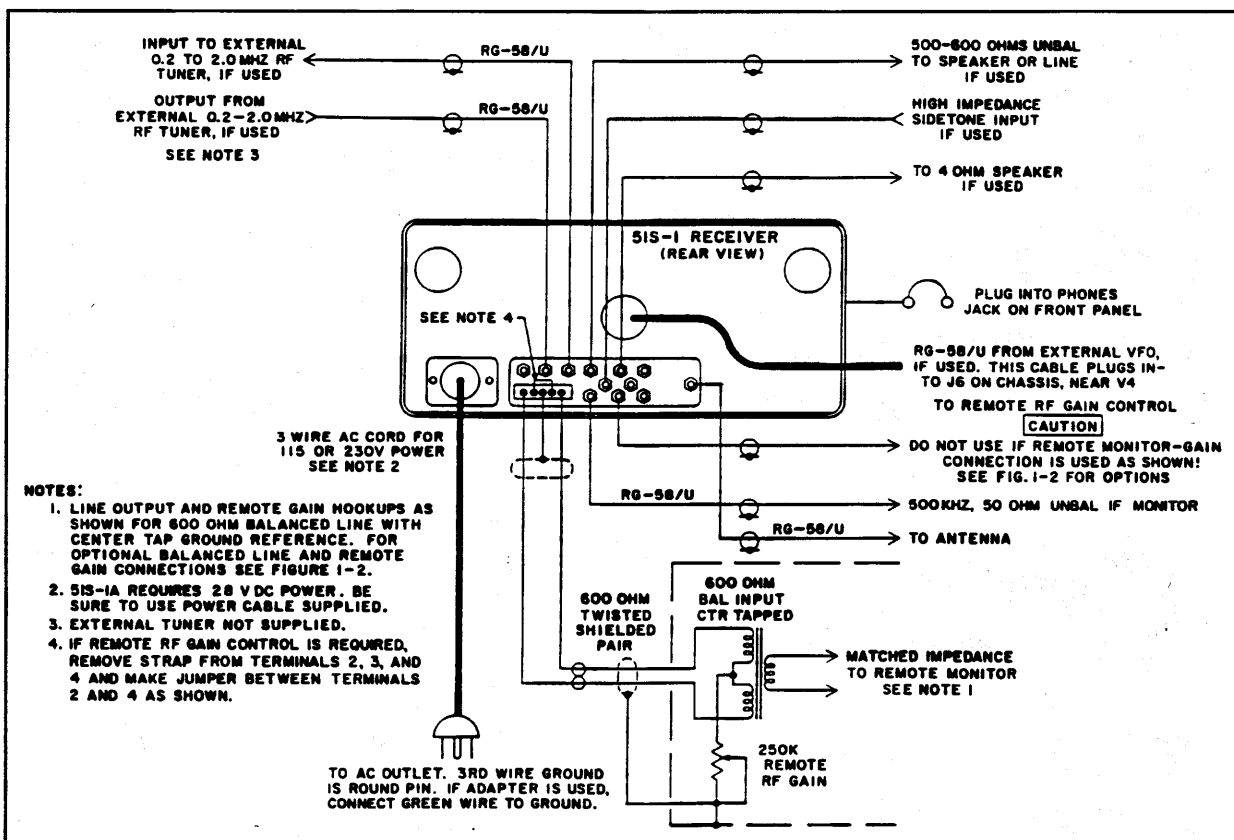 INPUT TO EXTERNAL
0.2 TO 2.0 MHZ RF
TUNER, IF USED
RG-58/U
OUTPUT FROM
EXTERNAL 0.2-2.0 MHZ
RF TUNER, IF USED
SEE NOTE 3
RG-58/U
500-600 OHMS UNBAL
TO SPEAKER OR LINE
IF USED
HIGH IMPEDANCE
SIDETONE INPUT
IF USED
TO 4 OHM SPEAKER
IF USED
51S-1 RECEIVER
(REAR VIEW)
SEE NOTE 4
PLUG INTO PHONES
JACK ON FRONT PANEL
RG-58/U FROM EXTERNAL VFO,
IF USED. THIS CABLE PLUGS IN-
TO J6 ON CHASSIS, NEAR V4
TO REMOTE RF GAIN CONTROL
CAUTION
DO NOT USE IF REMOTE MONITOR-GAIN
CONNECTION IS USED AS SHOWN!
SEE FIG. 1-2 FOR OPTIONS
RG-58/U
500KHZ, 50 OHM UNBAL IF MONITOR
RG-58/U
TO ANTENNA
3 WIRE AC CORD FOR
115 OR 230V POWER
SEE NOTE 2
NOTES:
1. LINE OUTPUT AND REMOTE GAIN HOOKUPS AS
SHOWN FOR 600 OHM BALANCED LINE WITH
CENTER TAP GROUND REFERENCE. FOR
OPTIONAL BALANCED LINE AND REMOTE
GAIN CONNECTIONS SEE FIGURE 1-2.
2. 51S-1A REQUIRES 28 V DC POWER. BE
SURE TO USE POWER CABLE SUPPLIED.
3. EXTERNAL TUNER NOT SUPPLIED.
4. IF REMOTE RF GAIN CONTROL IS REQUIRED,
REMOVE STRAP FROM TERMINALS 2, 3, AND
4 AND MAKE JUMPER BETWEEN TERMINALS
2 AND 4 AS SHOWN.
600 OHM
TWISTED
SHIELDED
PAIR
600 OHM
BAL INPUT
CTR TAPPED
MATCHED IMPEDANCE
TO REMOTE MONITOR
SEE NOTE 1
250K
REMOTE
RF GAIN
TO AC OUTLET. 3RD WIRE GROUND
IS ROUND PIN. IF ADAPTER IS USED,
CONNECT GREEN WIRE TO GROUND.